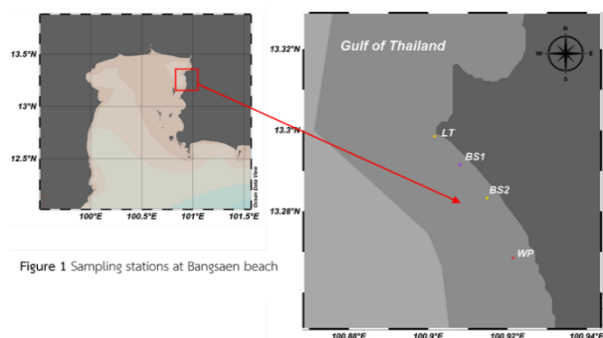 13.5°N
13°N
12.5°N
100°E
100.5°E
101°E
101.5°E
Ocean Data View
Figure 1 Sampling stations at Bangsaen beach
Gulf of Thailand
N
W
E
S
13.32°N
13.3°N
13.28°N
LT
BS1
BS2
WP
100.88°E
100.9°E
100.92°E
100.94°E